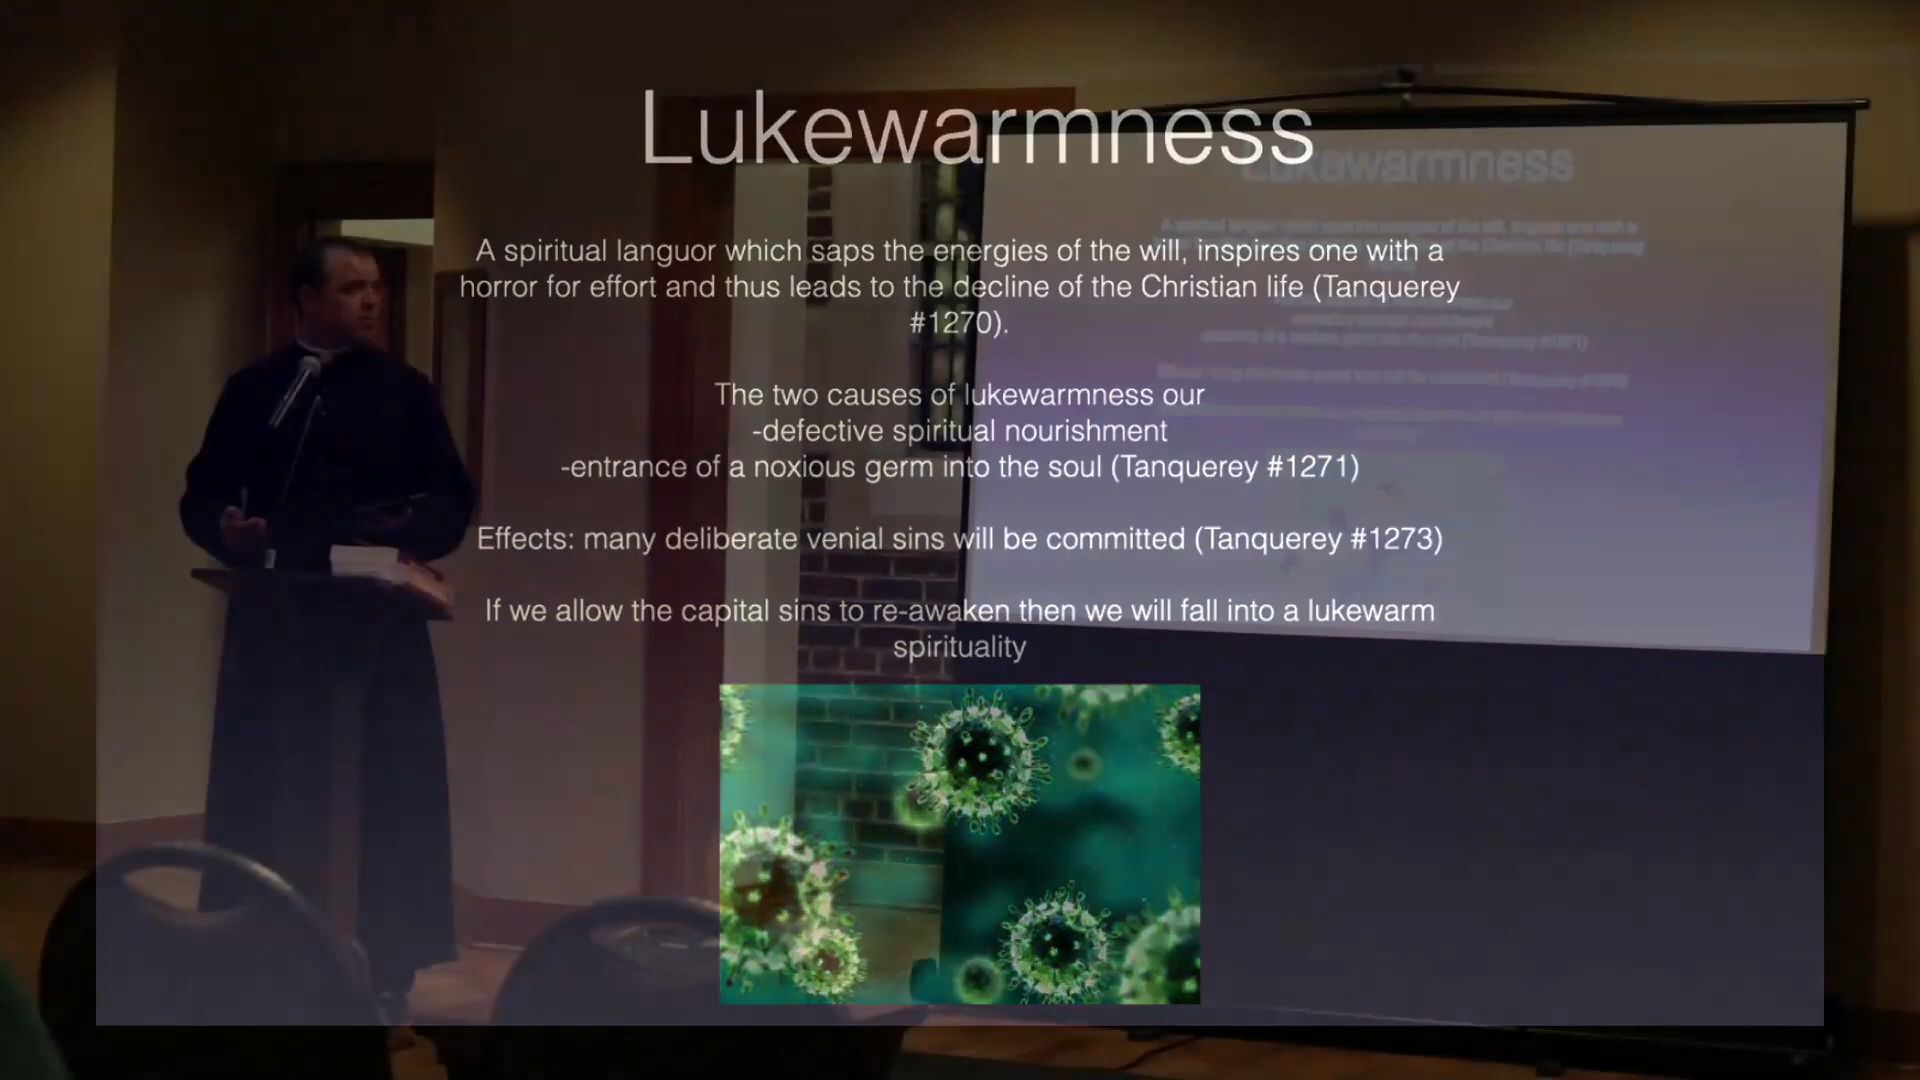 Lukewarmness
A spiritual languor which saps the energies of the will, inspires one with a
horror for effort and thus leads to the decline of the Christian life (Tanquerey
#1270).
The two causes of lukewarmness our
-defective spiritual nourishment
-entrance of a noxious germ into the soul (Tanquerey #1271)
Effects: many deliberate venial sins will be committed (Tanquerey #1273)
If we allow the capital sins to re-awaken then we will fall into a lukewarm
spirituality
Lukewarmness